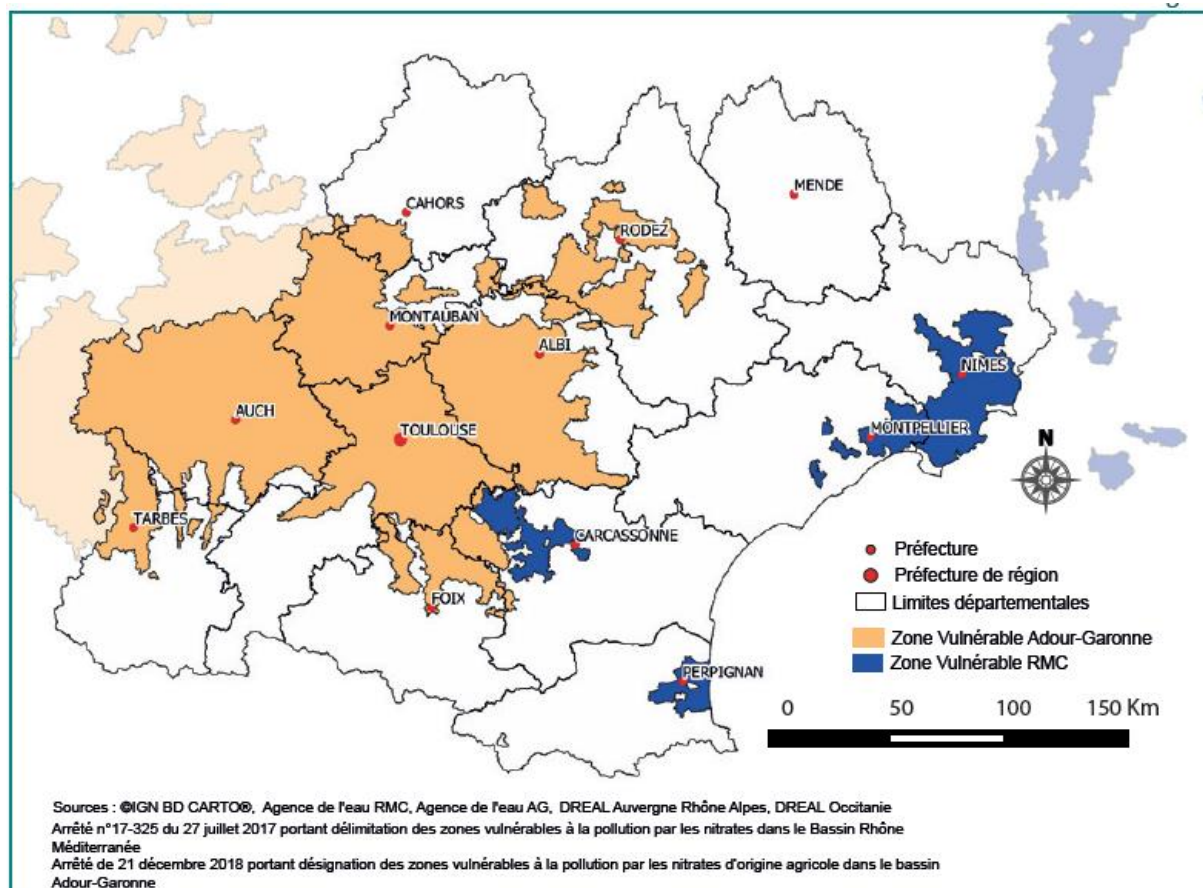 CAHORS
MENDE
RODEZ
MONTAUBAN
ALBI
NIMES
AUCH
TOULOUSE
MONTPELLIER
N
TARBES
CARCASSONNE
FOIX
PERPIGNAN
Préfecture
Préfecture de région
Limites départementales
Zone Vulnérable Adour-Garonne
Zone Vulnérable RMC
0 50 100 150 Km
Sources : ©IGN BD CARTO®, Agence de l'eau RMC, Agence de l'eau AG, DREAL Auvergne Rhône Alpes, DREAL Occitanie
Arrêté n°17-325 du 27 juillet 2017 portant délimitation des zones vulnérables à la pollution par les nitrates dans le Bassin Rhône
Méditerranée
Arrêté de 21 décembre 2018 portant désignation des zones vulnérables à la pollution par les nitrates d'origine agricole dans le bassin
Adour-Garonne